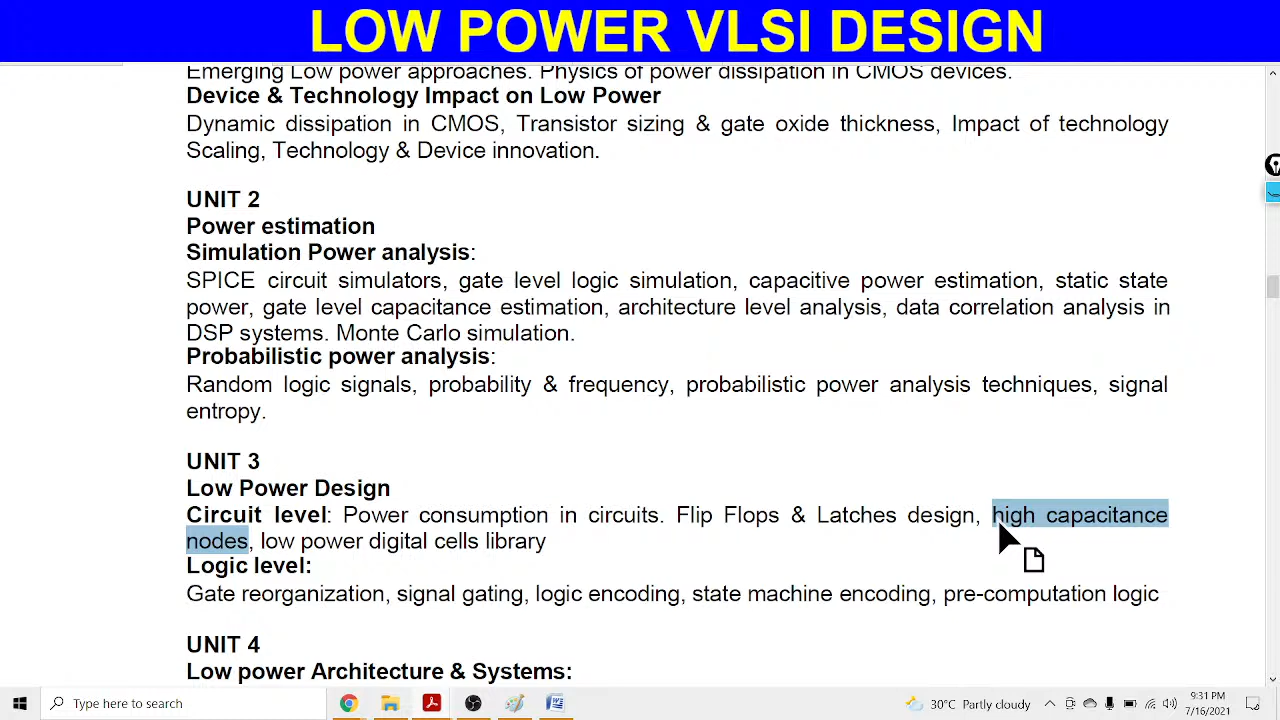 LOW POWER VLSI DESIGN
Emerging Low power approaches. Physics of power dissipation in CMOS devices.
Device & Technology Impact on Low Power
Dynamic dissipation in CMOS, Transistor sizing & gate oxide thickness, Impact of technology
Scaling, Technology & Device innovation.
UNIT 2
Power estimation
Simulation Power analysis:
SPICE circuit simulators, gate level logic simulation, capacitive power estimation, static state
power, gate level capacitance estimation, architecture level analysis, data correlation analysis in
DSP systems. Monte Carlo simulation.
Probabilistic power analysis:
Random logic signals, probability & frequency, probabilistic power analysis techniques, signal
entropy.
UNIT 3
Low Power Design
Circuit level: Power consumption in circuits. Flip Flops & Latches design, high capacitance
nodes, low power digital cells library
Logic level:
Gate reorganization, signal gating, logic encoding, state machine encoding, pre-computation logic
UNIT 4
Low power Architecture & Systems:
Type here to search
30°C Partly cloudy
9:31 PM
7/16/2021